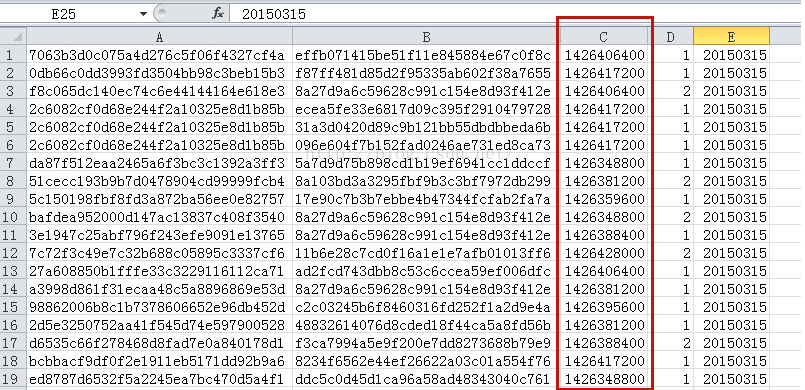 E25 fx 20150315
A B C D E
1 7063b3d0c075a4d276c5f06f4327cf4a effb071415be51f11e845884e67c0f8c 1426406400 1 20150315
2 0db66c0dd3993fd3504bb98c3beb15b3 f87ff481d85d2f95335ab602f38a7655 1426417200 1 20150315
3 f8c065dc140ec74c6e44144164e618e3 8a27d9a6c59628c991c154e8d93f412e 1426406400 2 20150315
4 2c6082cf0d68e244f2a10325e8d1b85b ecea5fe33e6817d09c395f2910479728 1426417200 1 20150315
5 2c6082cf0d68e244f2a10325e8d1b85b 31a3d0420d89c9b121bb55dbdbbeda6b 1426417200 1 20150315
6 2c6082cf0d68e244f2a10325e8d1b85b 096e604f7b152fad0246ae731ed8ca73 1426417200 1 20150315
7 da87f512eaa2465a6f3bc3c1392a3ff3 1426348800 1 20150315
8 51cecc193b9b7d0478904cd99999fcb4 8a103bd3a3295fbf9b3c3bf7972db299 1426381200 2 20150315
9 5c150198fbf8fd3a872ba56ee0e82757 17e90c7b3b7ebbe4b47344fcfab2fa7a 1426359600 1 20150315
10 bafdea952000d147ac13837c408f3540 8a27d9a6c59628c991c154e8d93f412e 1426348800 2 20150315
11 3e1947c25abf796f243efe9091e13765 8a27d9a6c59628c991c154e8d93f412e 1426388400 1 20150315
12 7c72f3c49e7c32b688c05895c3337cf6 11b6e28c7cd0f16a1e1e7afb01013ff6 1426428000 2 20150315
13 27a608850b1fffe33c3229116112ca71 ad2fcd743dbb8c53c6ccea59ef006dfc 1426406400 1 20150315
14 a3998d861f31ecaa48c5a8896869e53d 8a27d9a6c59628c991c154e8d93f412e 1426381200 1 20150315
15 98862006b8c1b7378606652e96db452d c2c03245b6f8460316fd252f1a2d9e4a 1426395600 1 20150315
16 2d5e3250752aa41f545d74e597900528 48832614076d8cded18f44ca5a8fd56b 1426381200 1 20150315
17 d6535c66f278468d8fad7e0a840178d1 f3ca7994a5e9f200e7dd8273688b79e9 1426388400 2 20150315
18 bcbbacf9df0f2e1911eb5171dd92b9a6 8234f6562e44ef26622a03c01a554f76 1426417200 1 20150315
19 ed8787d6532f5a2245ea7bc470d5a4f1 ddc5c0d45d1ca96a58ad48343040c761 1426348800 1 20150315